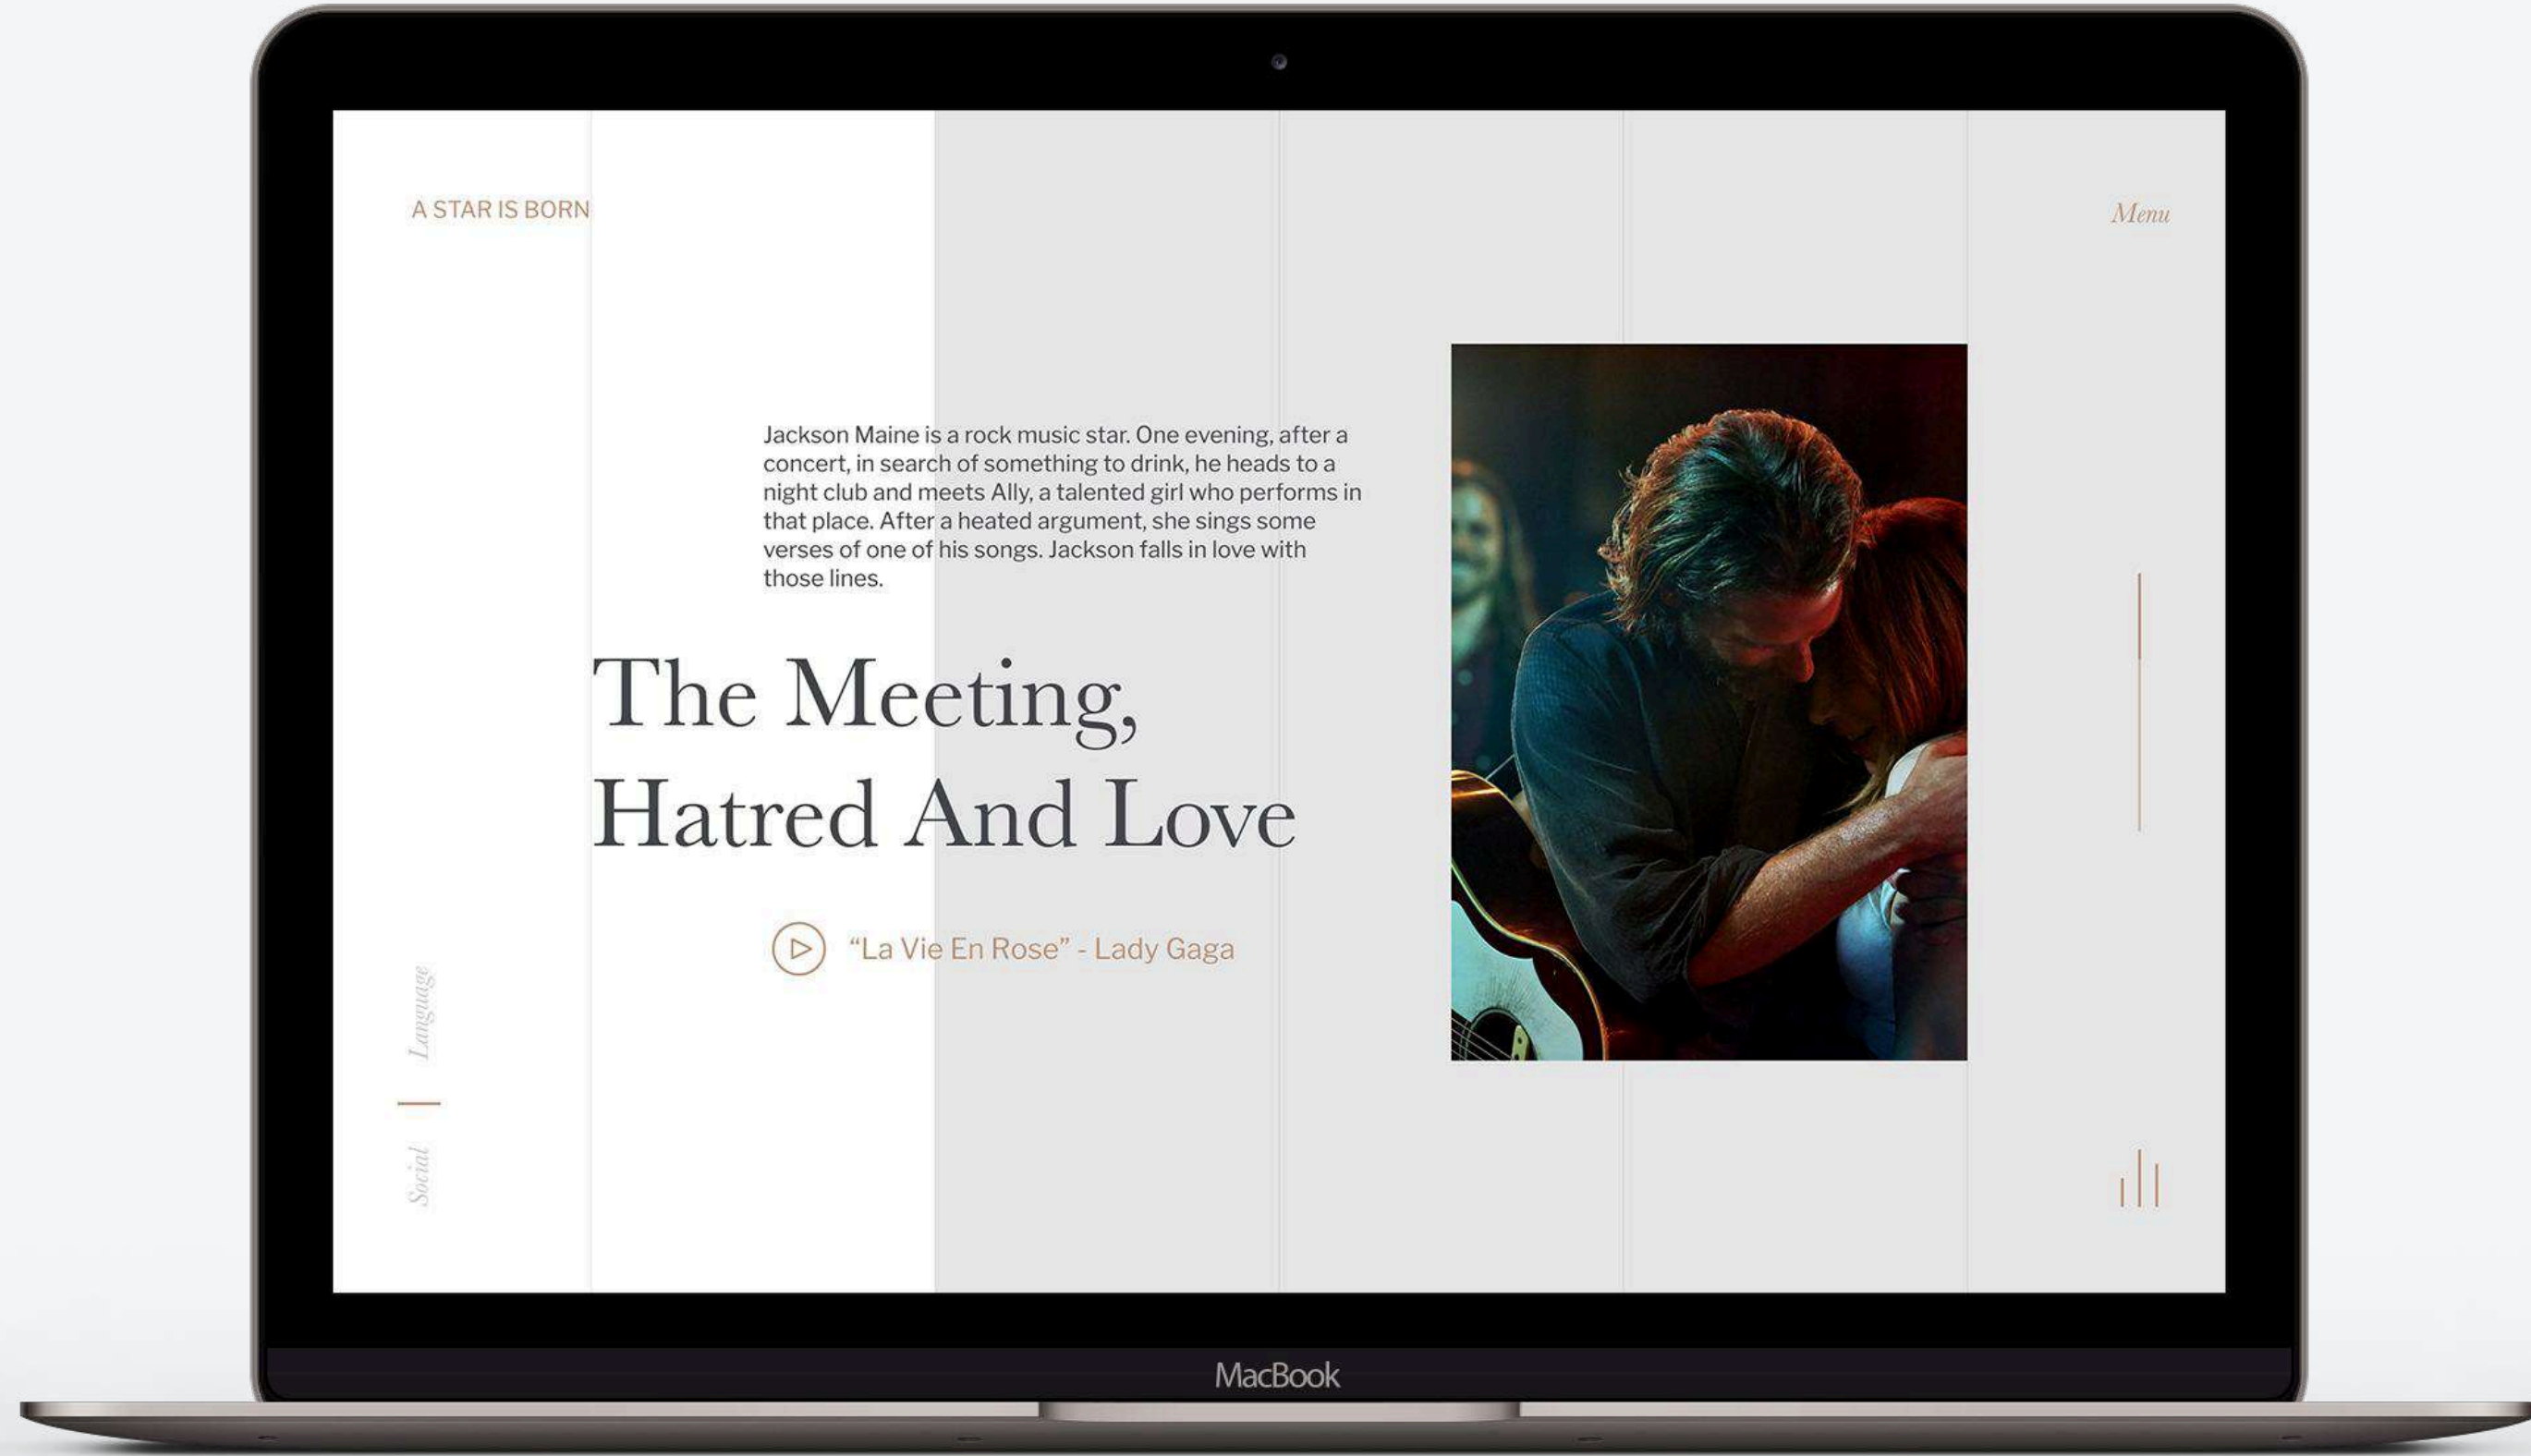 A STAR IS BORN
Menu
Jackson Maine is a rock music star. One evening, after a
concert, in search of something to drink, he heads to a
night club and meets Ally, a talented girl who performs in
that place. After a heated argument, she sings some
verses of one of his songs. Jackson falls in love with
those lines.
The Meeting,
Hatred And Love
“La Vie En Rose” - Lady Gaga
Language
Social
MacBook